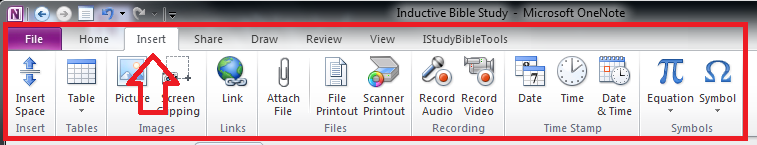 Inductive Bible Study - Microsoft OneNote
File Home Insert Share Draw Review View IStudyBibleTools
Insert Space
Table
Picture
Screen Clipping
Link
Attach File
File Printout
Scanner Printout
Record Audio
Record Video
Date
Time
Date & Time
Equation
Symbol
Insert Tables Images Links Files Recording Time Stamp Symbols